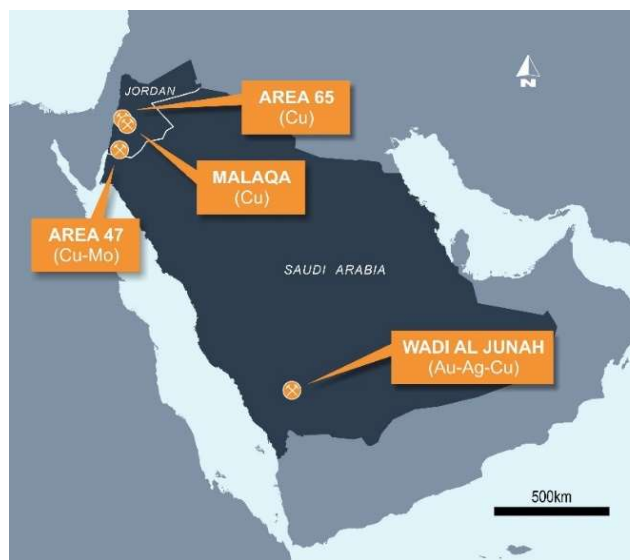 JORDAN
AREA 65
(Cu)
N
MALAQA
(Cu)
AREA 47
(Cu-Mo)
SAUDI ARABIA
WADI AL JUNAH
(Au-Ag-Cu)
500km